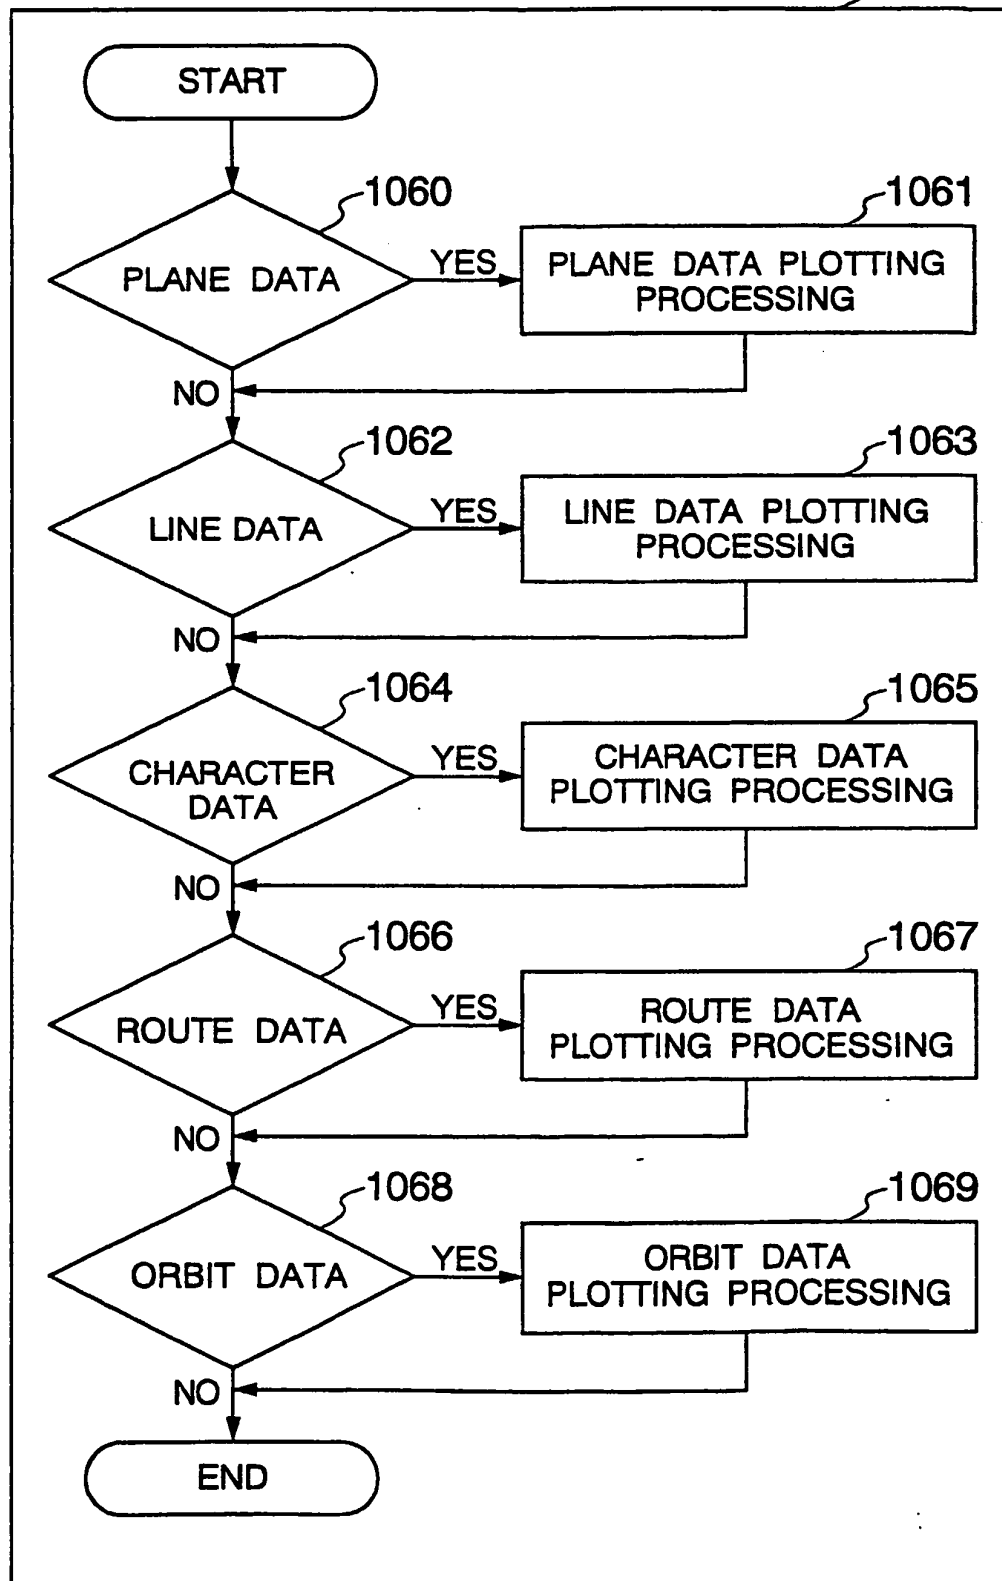 START
1060
1061
PLANE DATA
YES
PLANE DATA PLOTTING
PROCESSING
NO
1062
1063
LINE DATA
YES
LINE DATA PLOTTING
PROCESSING
NO
1064
1065
CHARACTER
DATA
YES
CHARACTER DATA
PLOTTING PROCESSING
NO
1066
1067
ROUTE DATA
YES
ROUTE DATA
PLOTTING PROCESSING
NO
1068
1069
ORBIT DATA
YES
ORBIT DATA
PLOTTING PROCESSING
NO
END